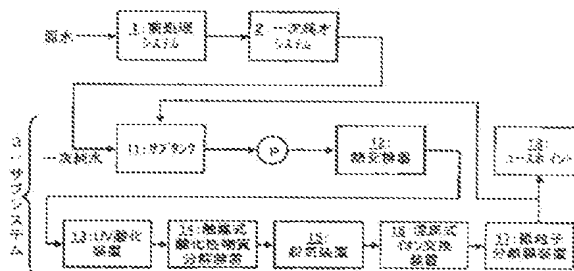 原水
1:前処理
システム
2:一次純水
システム
3:サブシステム
一次純水
11:サブタンク
P
12:
熱交換器
18:
ユースポイント
13:UV酸化
装置
14:触媒式
酸化性物質
分解装置
15:
脱気装置
16:混床式
イオン交換
装置
17:微粒子
分離膜装置